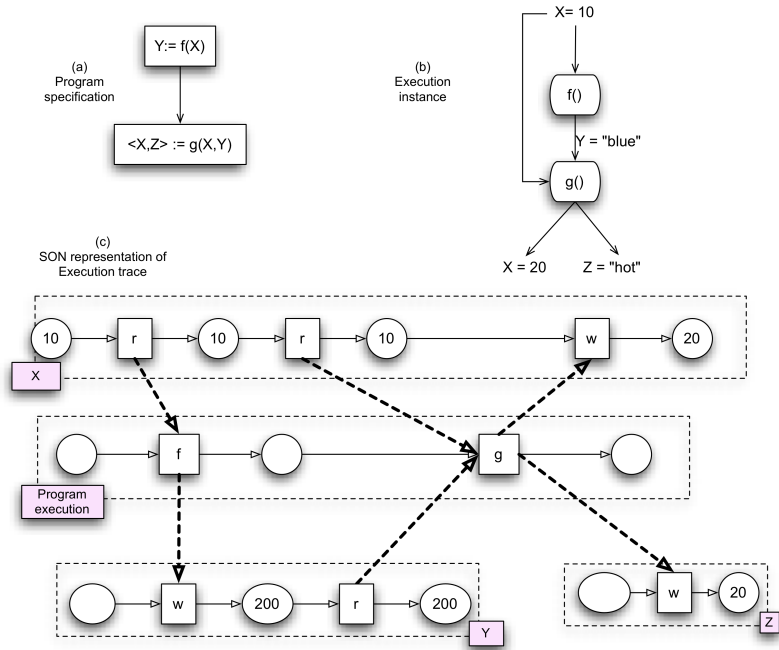 X= 10
Y:= f(X)
(a)
Program
specification
(b)
Execution
instance
f()
Y = "blue"
<X,Z> := g(X,Y)
g()
(c)
SON representation of
Execution trace
X = 20
Z = "hot"
10
r
10
r
10
w
20
X
f
g
Program
execution
w
200
r
200
w
20
Y
Z